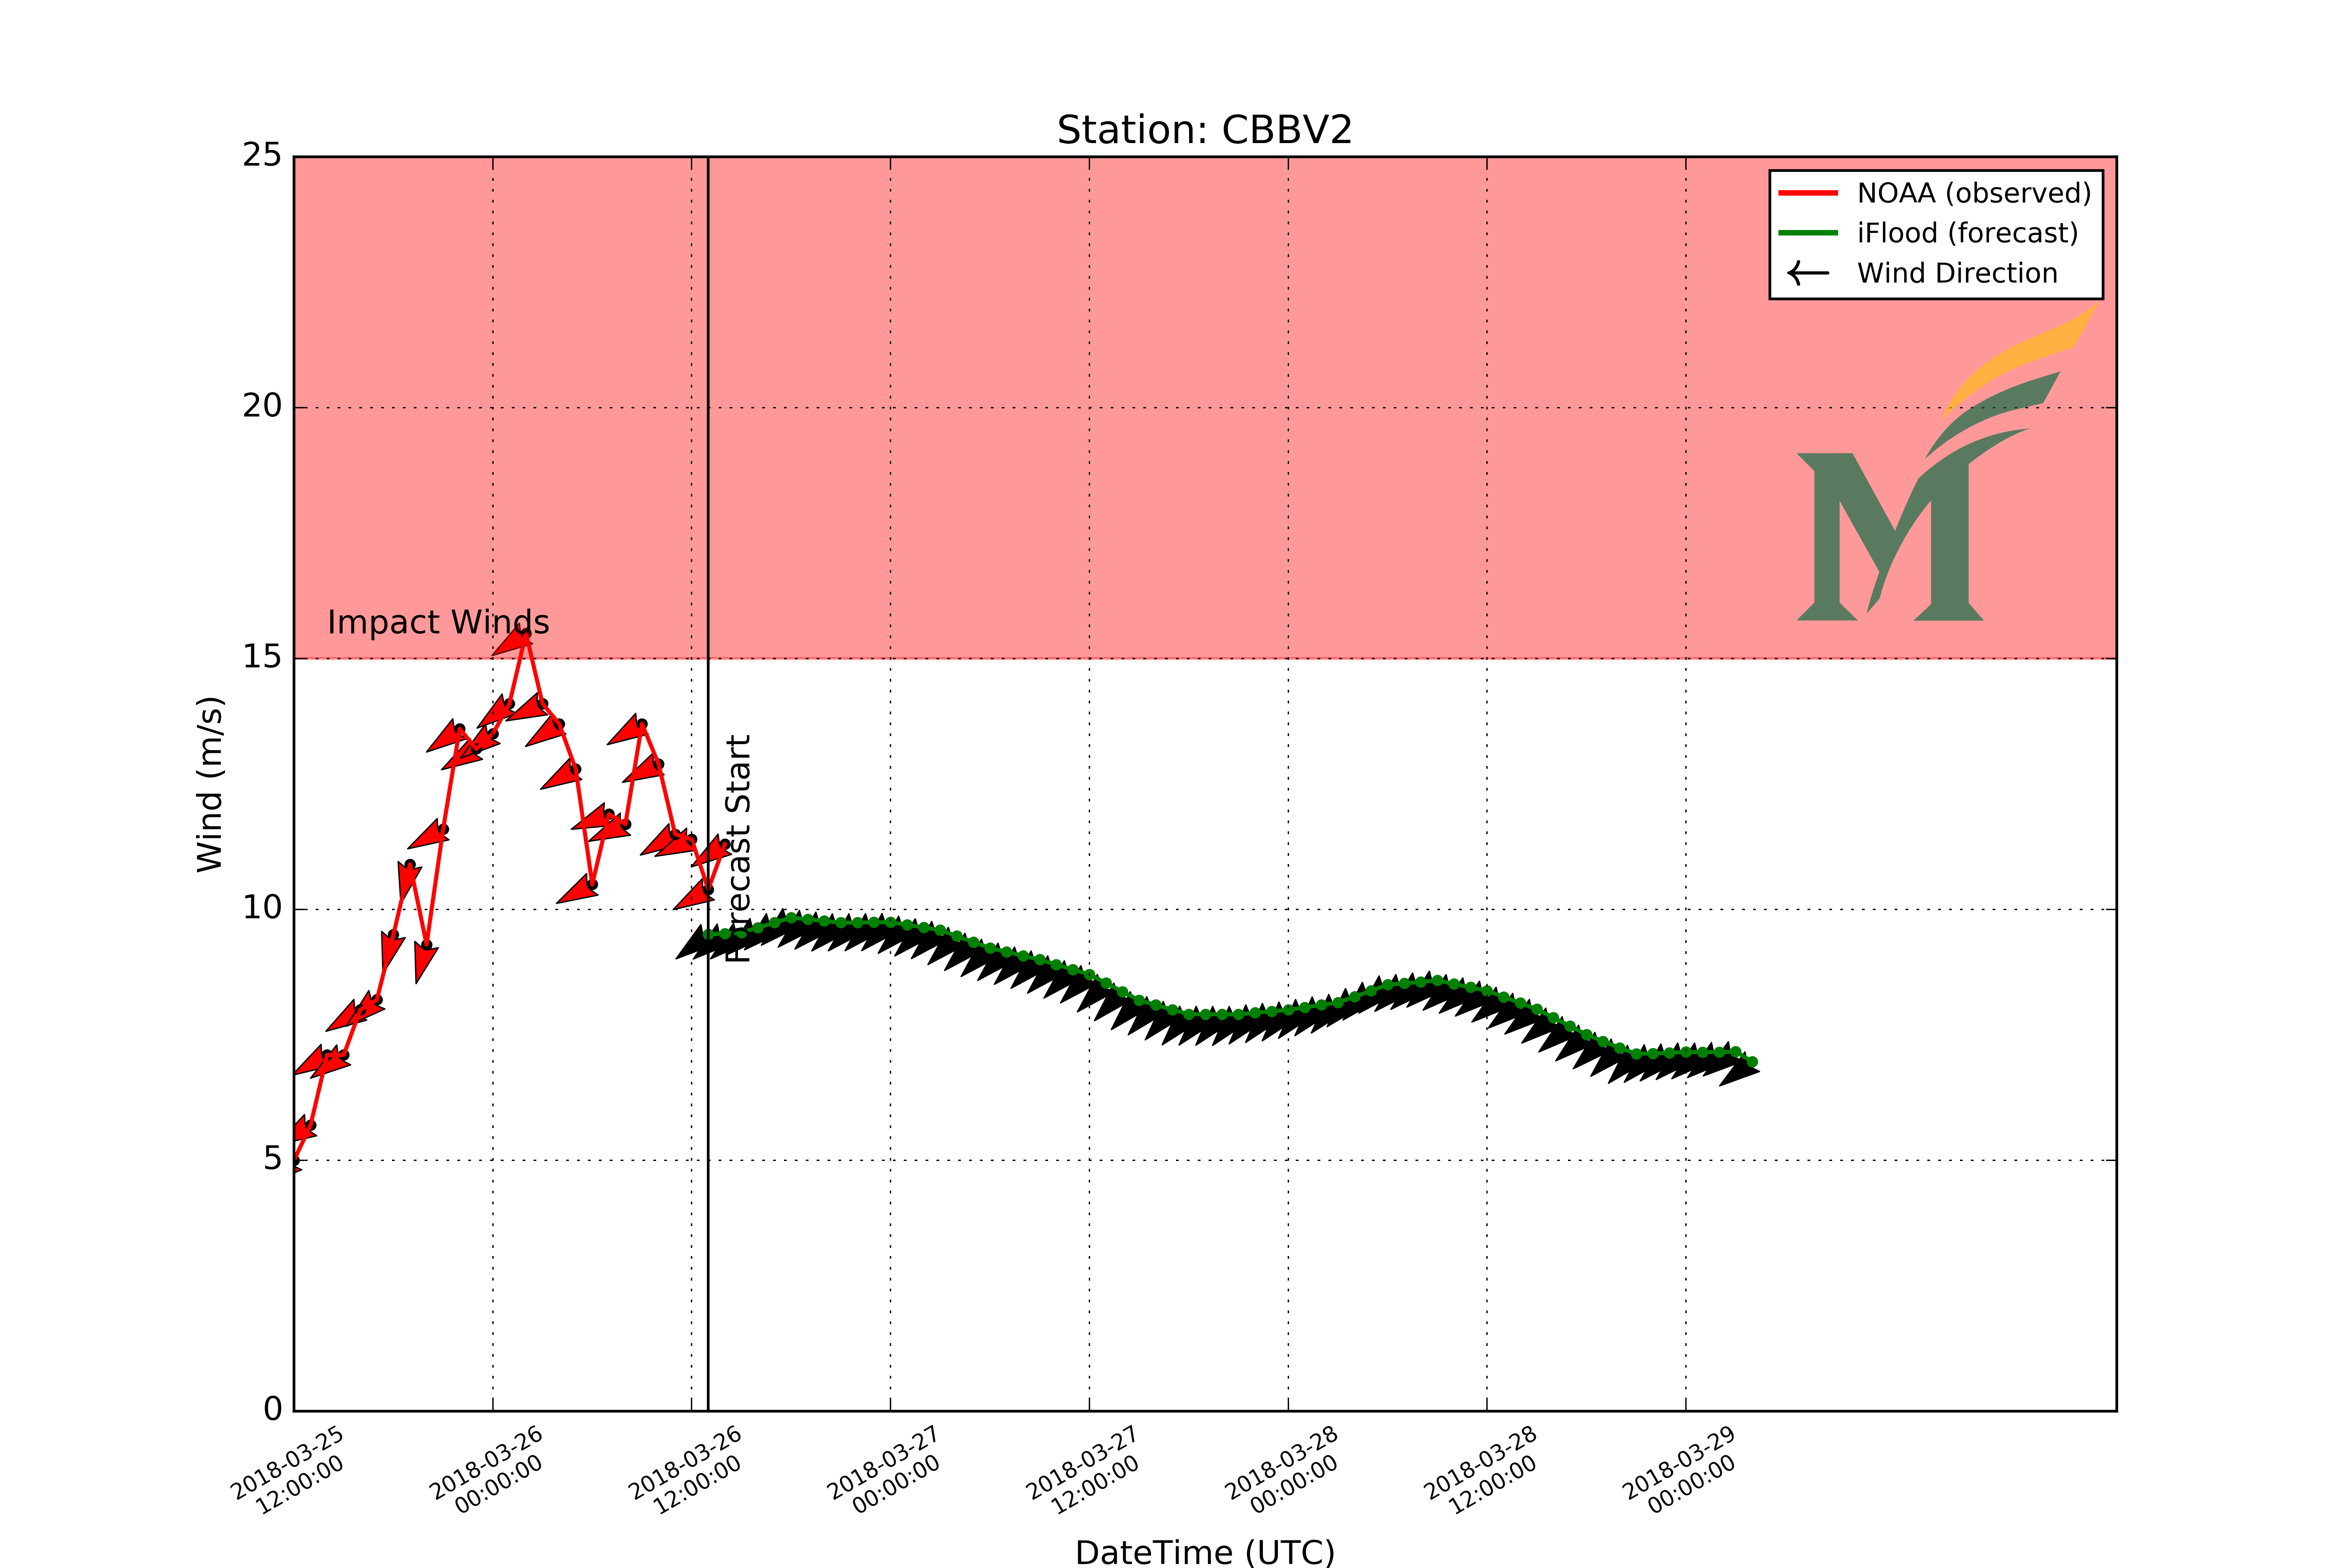 Station: CBBV2
25
NOAA (observed)
iFlood (forecast)
Wind Direction
20
Impact Winds
15
Wind (m/s)
Forecast Start
10
5
0
2018-03-25
12:00:00
2018-03-26
00:00:00
2018-03-26
12:00:00
2018-03-27
00:00:00
2018-03-27
12:00:00
2018-03-28
00:00:00
2018-03-28
12:00:00
2018-03-29
00:00:00
DateTime (UTC)
M